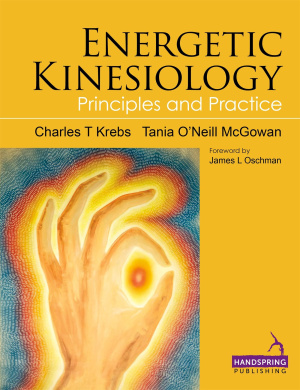 ENERGETIC
KINESIOLOGY
Principles and Practice
Charles T Krebs Tania O'Neill McGowan
Foreword by
James L Oschman
HANDSPRING
PUBLISHING